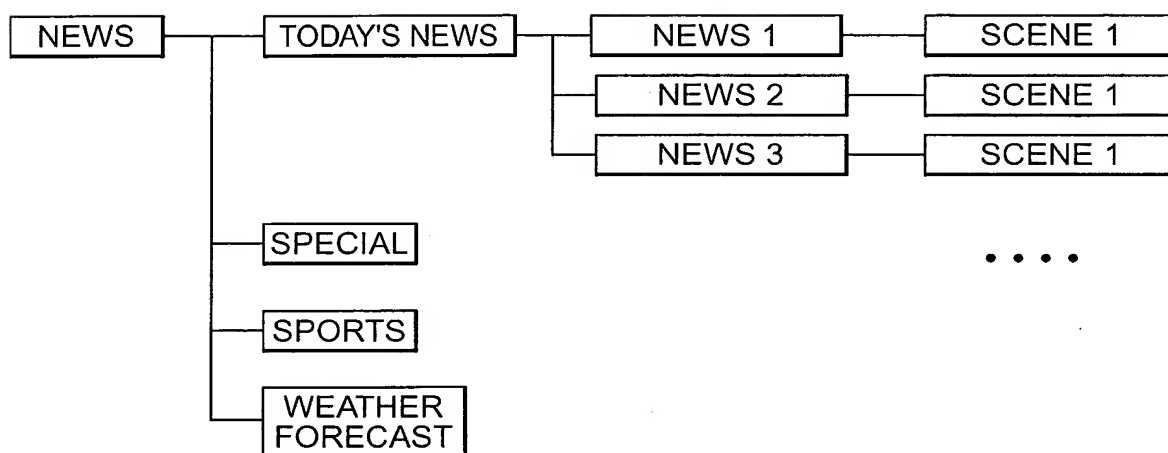 NEWS
TODAY'S NEWS
NEWS 1
SCENE 1
NEWS 2
SCENE 1
NEWS 3
SCENE 1
SPECIAL
SPORTS
WEATHER
FORECAST